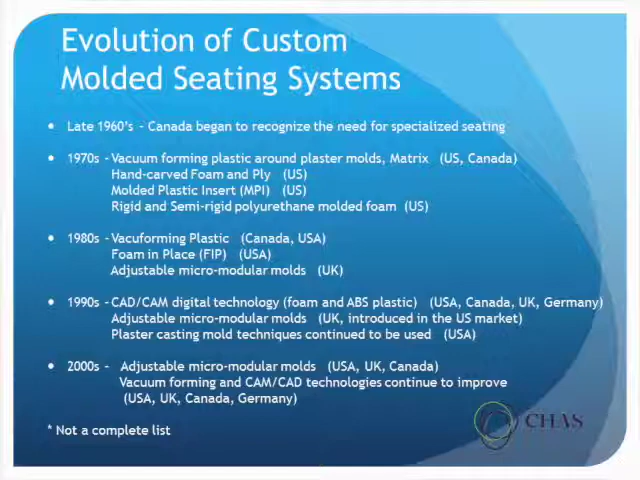 Evolution of Custom
Molded Seating Systems
• Late 1960's - Canada began to recognize the need for specialized seating
• 1970s - Vacuum forming plastic around plaster molds, Matrix (US, Canada)
Hand-carved Foam and Ply (US)
Molded Plastic Insert (MPI) (US)
Rigid and Semi-rigid polyurethane molded foam (US)
• 1980s - Vacuforming Plastic (Canada, USA)
Foam in Place (FIP) (USA)
Adjustable micro-modular molds (UK)
• 1990s - CAD/CAM digital technology (foam and ABS plastic) (USA, Canada, UK, Germany)
Adjustable micro-modular molds (UK, introduced in the US market)
Plaster casting mold techniques continued to be used (USA)
• 2000s - Adjustable micro-modular molds (USA, UK, Canada)
Vacuum forming and CAM/CAD technologies continue to improve
(USA, UK, Canada, Germany)
* Not a complete list
CHAS